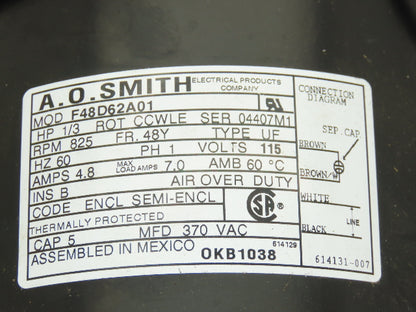 A.O.SMITH ELECTRICAL PRODUCTS COMPANY
MOD F48D62A01
HP 1/3 ROT CCWLE SER 04407M1
RPM 825 FR. 48Y TYPE UF
HZ 60 PH 1 VOLTS 115
AMPS 4.8 MAX LOAD AMPS 7.0 AMB 60 °C
INS B AIR OVER DUTY
CODE ENCL SEMI-ENCL
THERMALLY PROTECTED
CAP 5 MFD 370 VAC
614129
ASSEMBLED IN MEXICO OKB1038
CONNECTION
DIAGRAM
SEP.CAP
BROWN
BROWN
WHITE
LINE
BLACK
614131-007